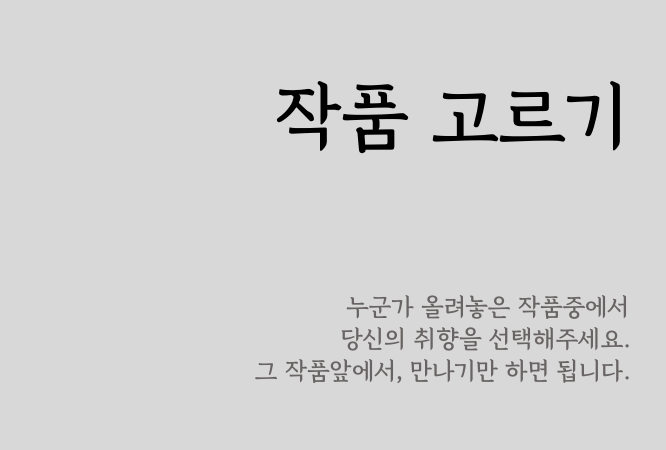 작품 고르기
누군가 올려놓은 작품중에서
당신의 취향을 선택해주세요.
그 작품앞에서, 만나기만 하면 됩니다.